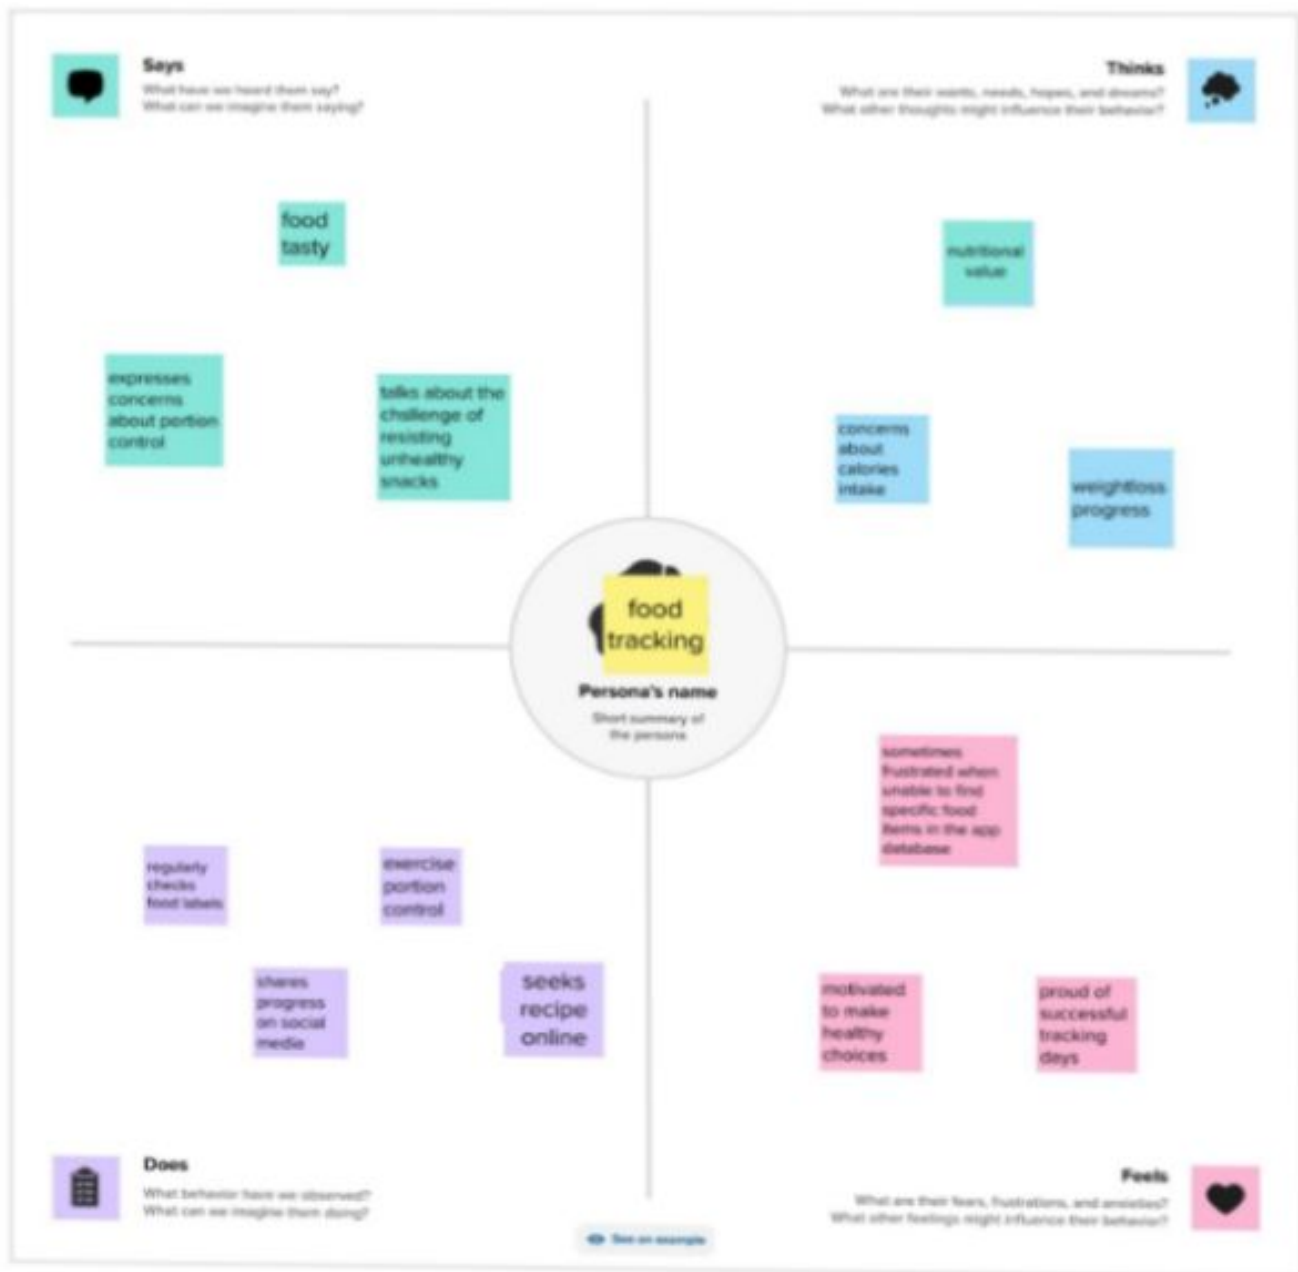 Says
What have we heard them say?
What can we imagine them saying?
Thinks
What are their wants, needs, hopes, and dreams?
What other thoughts might influence their behavior?
food
tasty
nutritional
value
expresses
concerns
about portion
control
talks about the
challenge of
resisting
unhealthy
snacks
concerns
about
calories
intake
weightloss
progress
food
tracking
Persona's name
Short summary of
the persona
regularly
checks
food labels
exercise
portion
control
shares
progress
on social
media
seeks
recipe
online
sometimes
frustrated when
unable to find
specific food
items in the app
database
motivated
to make
healthy
choices
proud of
successful
tracking
days
Does
What behavior have we observed?
What can we imagine them doing?
Feels
What are their fears, frustrations, and anxieties?
What other feelings might influence their behavior?
See an example